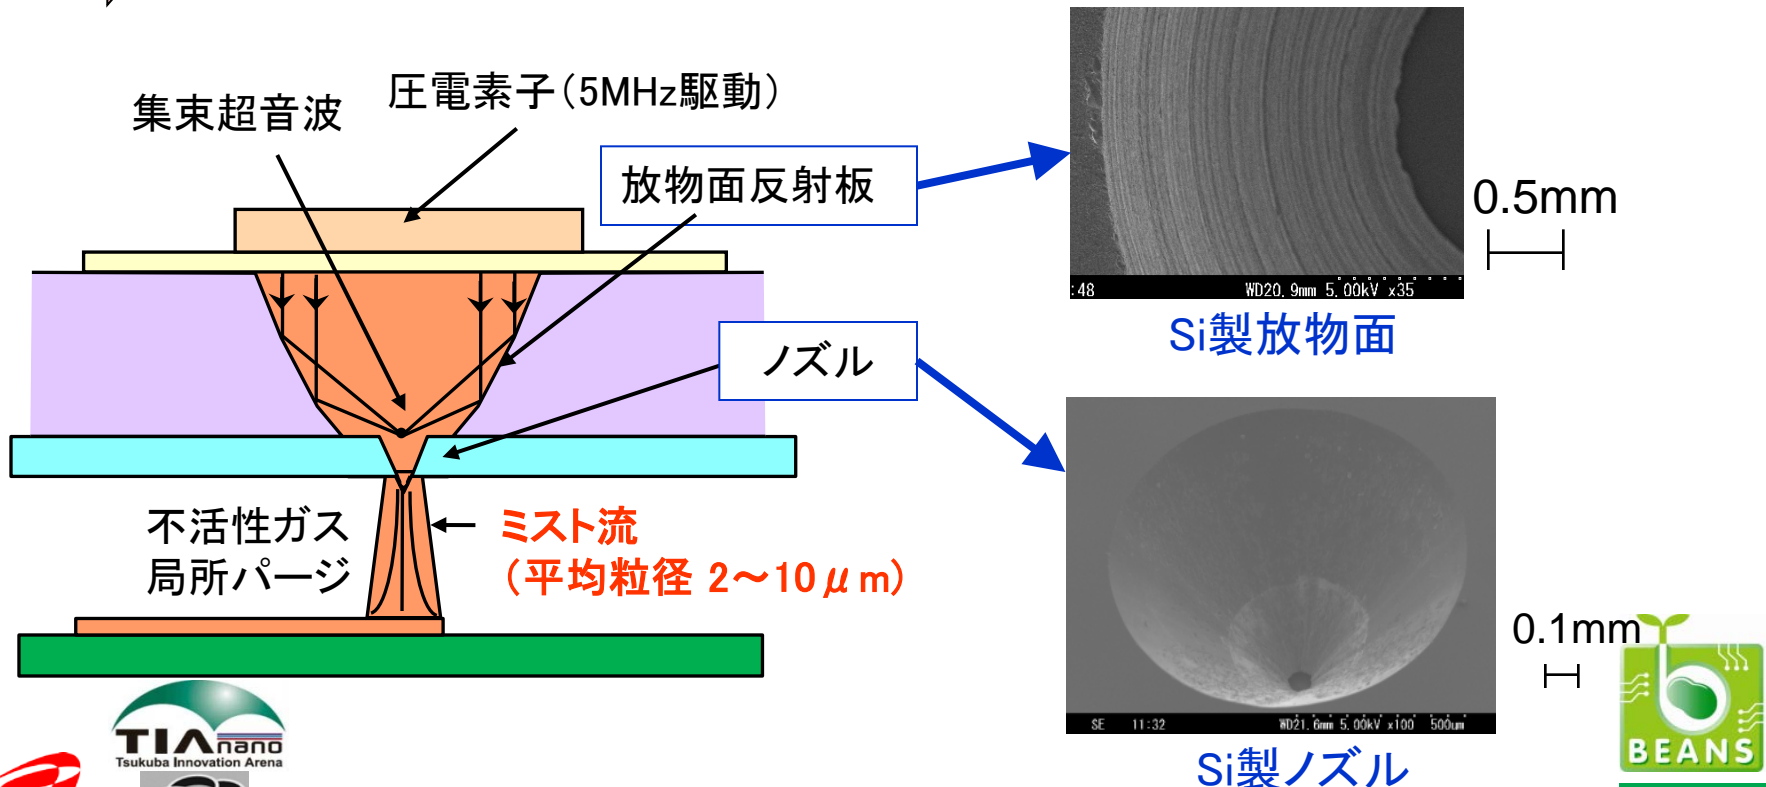 圧電素子(5MHz駆動)
集束超音波
放物面反射板
ノズル
不活性ガス
局所パージ
ミスト流
(平均粒径 2~10μm)
0.5mm
:48 WD20.9mm 5.00kV x35
Si製放物面
0.1mm
SE 11:32 WD21.6mm 5.00kV x100 500um
Si製ノズル
TIAnano
Tsukuba Innovation Arena
BEANS